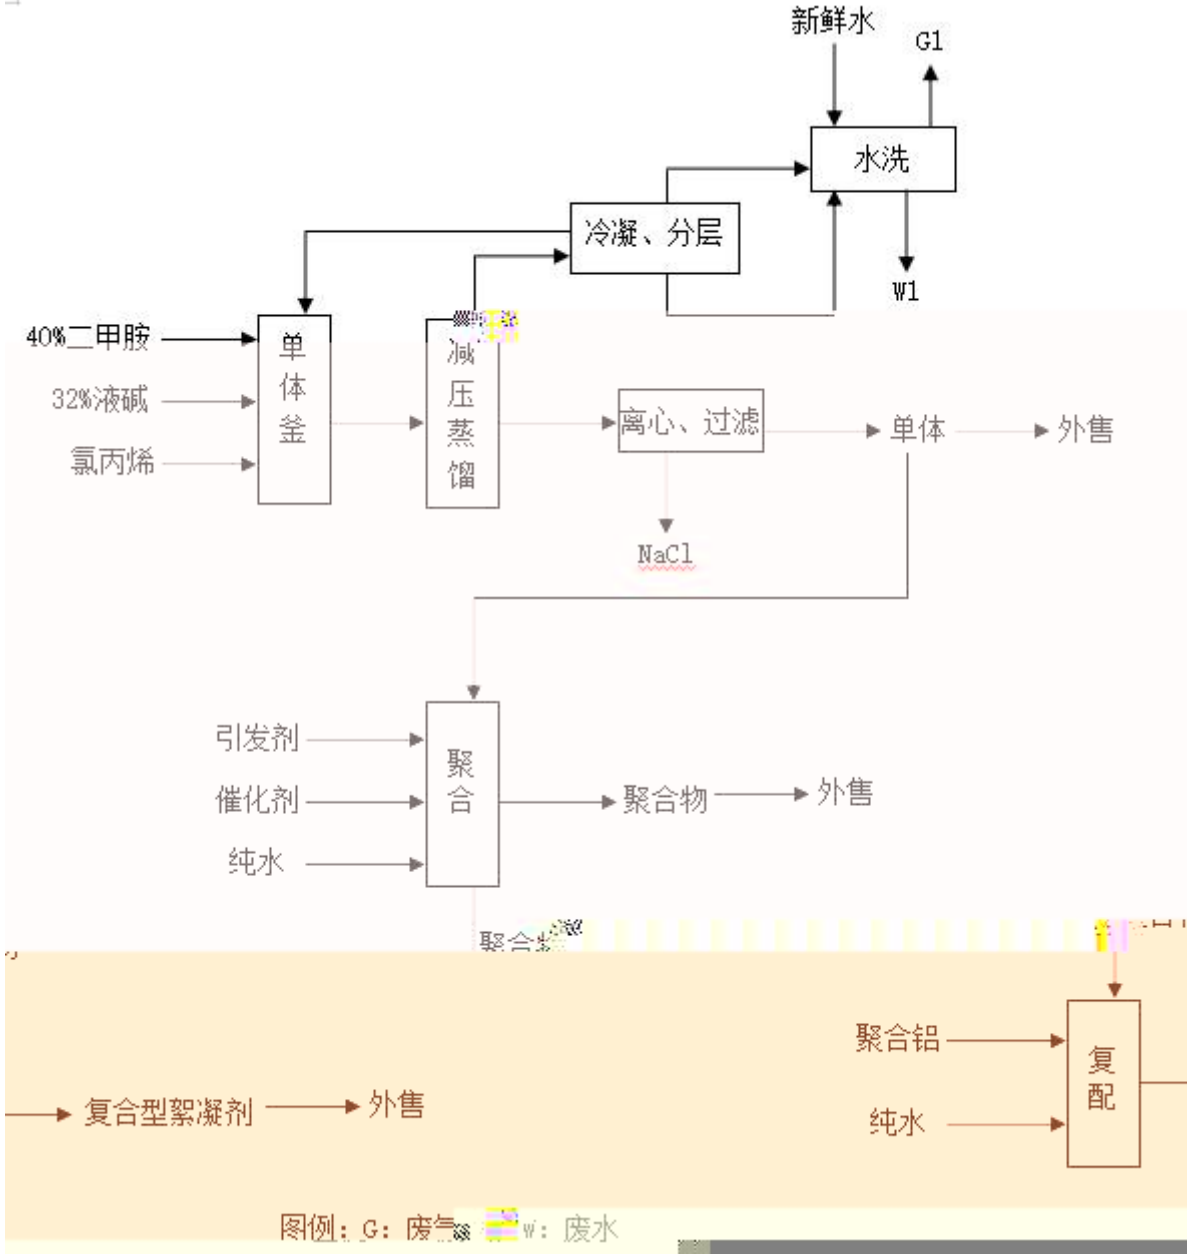 新鲜水
G1
水洗
冷凝、分层
W1
40%二甲胺
32%液碱
氯丙烯
单体釜
减压蒸馏
离心、过滤
单体
外售
NaCl
引发剂
催化剂
纯水
聚合
聚合物
外售
聚合物
聚合铝
纯水
复配
复合型絮凝剂
外售
图例：G：废气 W：废水